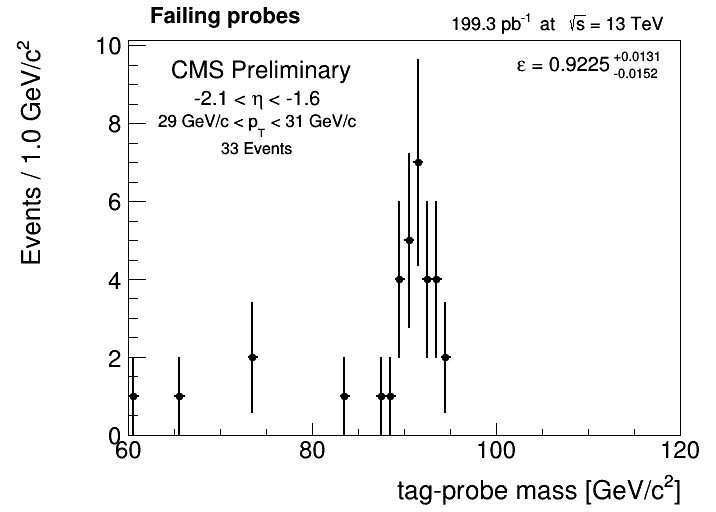 Failing probes
199.3 pb⁻¹ at √s = 13 TeV
CMS Preliminary
-2.1 < η < -1.6
29 GeV/c < p_T < 31 GeV/c
33 Events
ε = 0.9225 +0.0131 -0.0152
Events / 1.0 GeV/c²
10
8
6
4
2
0
60 80 100 120
tag-probe mass [GeV/c²]